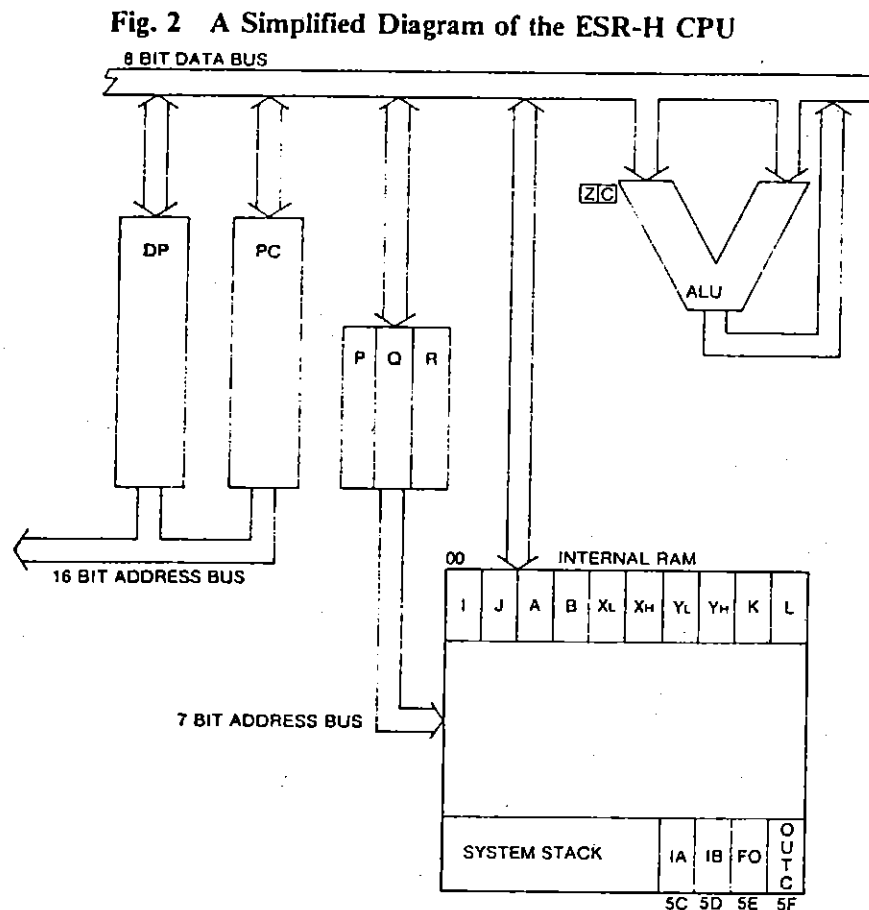 Fig. 2 A Simplified Diagram of the ESR-H CPU
8 BIT DATA BUS
Z C
DP
PC
ALU
P Q R
16 BIT ADDRESS BUS
00 INTERNAL RAM
I J A B XL XH YL YH K L
7 BIT ADDRESS BUS
SYSTEM STACK IA IB FO OUTC
5C 5D 5E 5F